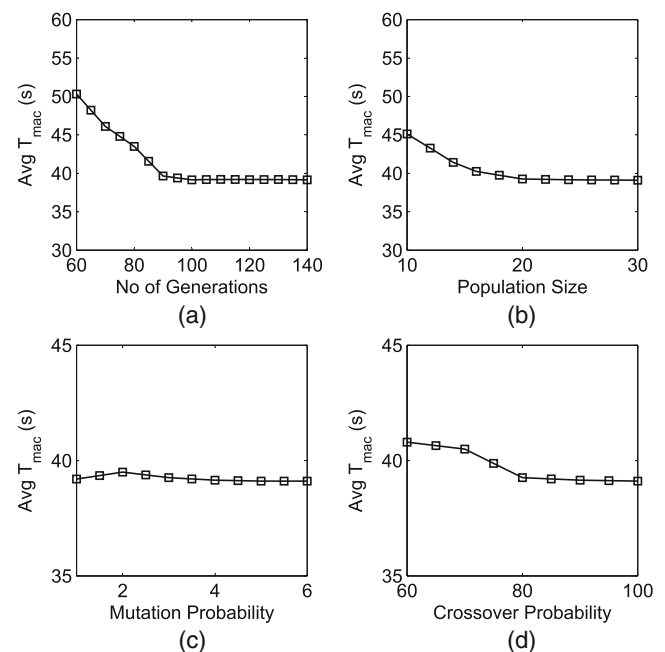 60
55
50
45
40
35
30
Avg T_mac (s)
60 80 100 120 140
No of Generations
(a)
60
55
50
45
40
35
30
Avg T_mac (s)
10 20 30
Population Size
(b)
45
40
35
Avg T_mac (s)
2 4 6
Mutation Probability
(c)
45
40
35
Avg T_mac (s)
60 80 100
Crossover Probability
(d)